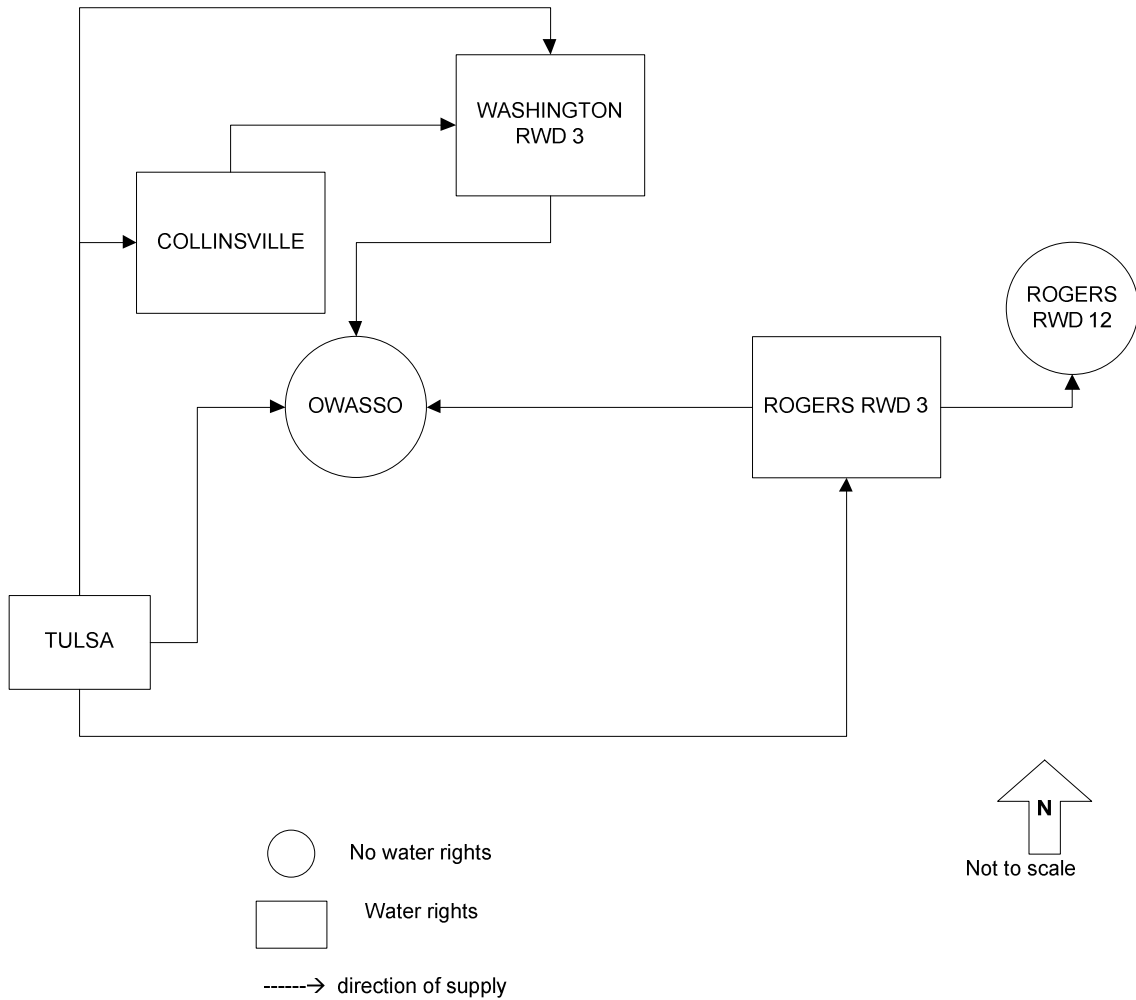 WASHINGTON
RWD 3
COLLINSVILLE
ROGERS
RWD 12
OWASSO
ROGERS RWD 3
TULSA
N
Not to scale
No water rights
Water rights
direction of supply